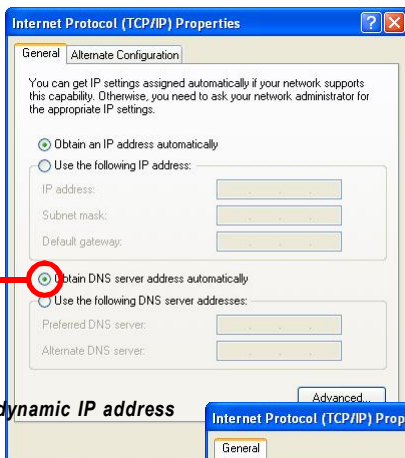 Internet Protocol (TCP/IP) Properties
General
Alternate Configuration
You can get IP settings assigned automatically if your network supports
this capability. Otherwise, you need to ask your network administrator for
the appropriate IP settings.
Obtain an IP address automatically
Use the following IP address:
IP address:
Subnet mask:
Default gateway:
Obtain DNS server address automatically
Use the following DNS server addresses:
Preferred DNS server:
Alternate DNS server:
Advanced...
dynamic IP address
Internet Protocol (TCP/IP) Prop
General